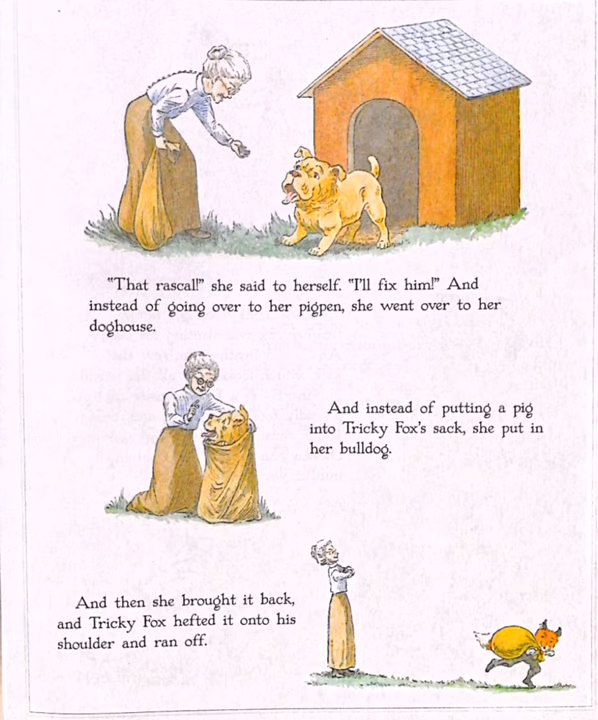 "That rascal!" she said to herself. "I'll fix him!" And
instead of going over to her pigpen, she went over to her
doghouse.
And instead of putting a pig
into Tricky Fox's sack, she put in
her bulldog.
And then she brought it back,
and Tricky Fox hefted it onto his
shoulder and ran off.